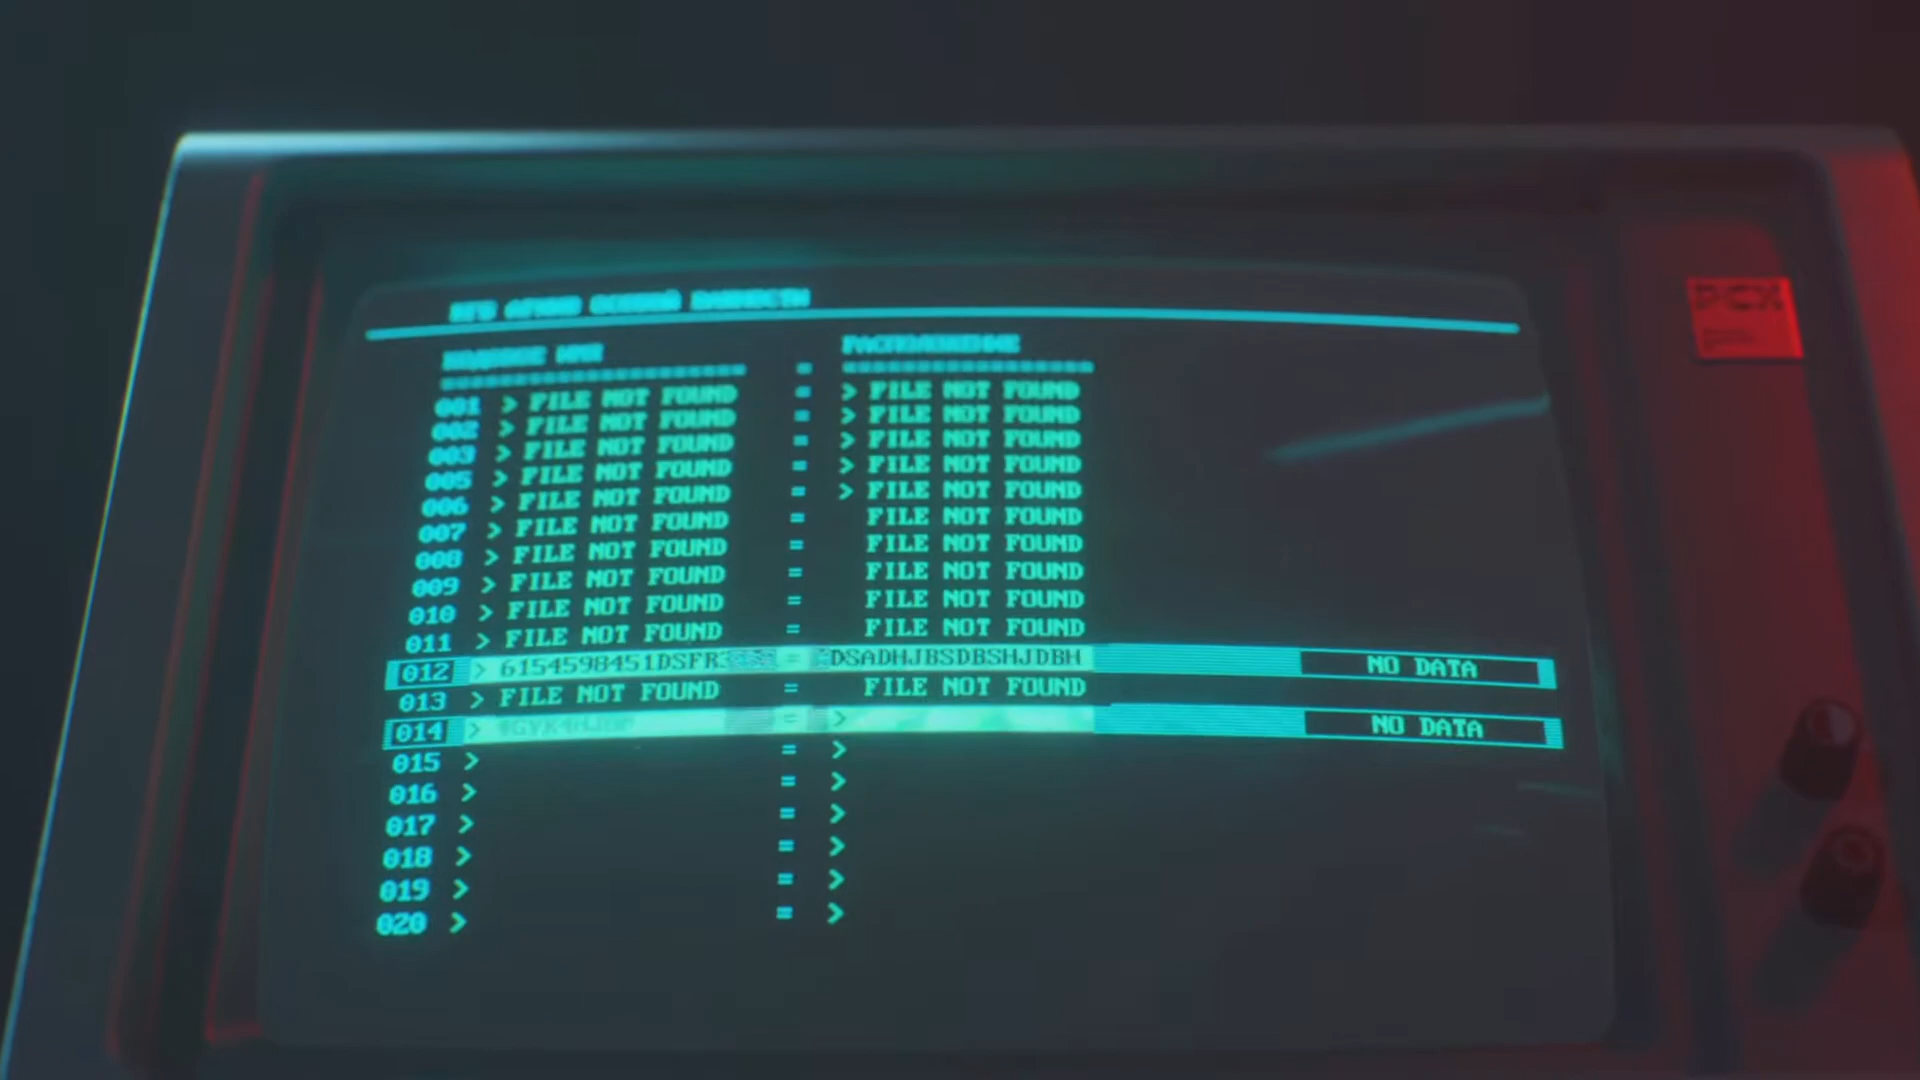 РАСПОЛОЖЕНИЕ
001 > FILE NOT FOUND = > FILE NOT FOUND
002 > FILE NOT FOUND = > FILE NOT FOUND
003 > FILE NOT FOUND = > FILE NOT FOUND
005 > FILE NOT FOUND = > FILE NOT FOUND
006 > FILE NOT FOUND = > FILE NOT FOUND
007 > FILE NOT FOUND = FILE NOT FOUND
008 > FILE NOT FOUND = FILE NOT FOUND
009 > FILE NOT FOUND = FILE NOT FOUND
010 > FILE NOT FOUND = FILE NOT FOUND
011 > FILE NOT FOUND = FILE NOT FOUND
012 > 6154598451DSFR = DSADHJBSDBSHJDBH NO DATA
013 > FILE NOT FOUND = FILE NOT FOUND
014 > = > NO DATA
015 > = >
016 > = >
017 > = >
018 > = >
019 > = >
020 > = >
PCX